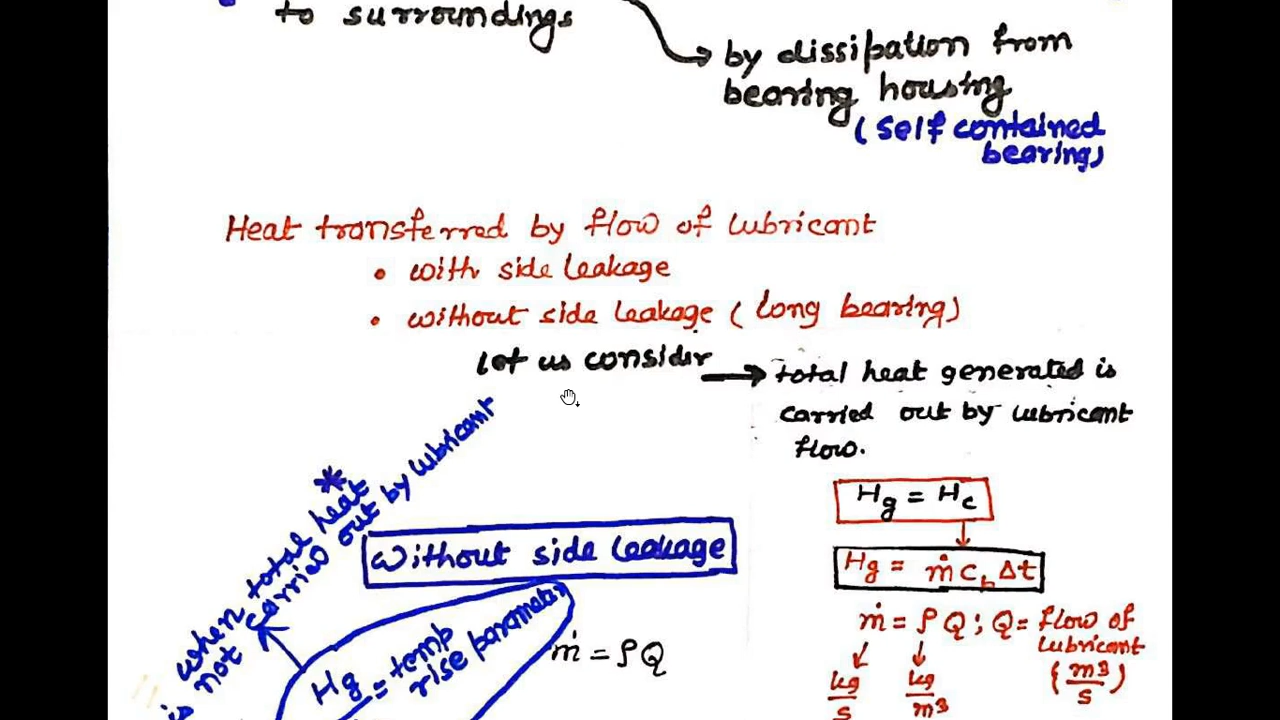 to surroundings
by dissipation from
bearing housing
(self contained
bearing)
Heat transferred by flow of lubricant
• with side leakage
• without side leakage (long bearing)
let us consider → total heat generated is
carried out by lubricant
flow.
Hg = Hc
Hg = ṁ Cp Δt
ṁ = ρ Q ; Q = flow of
lubricant
(m³/s)
kg/s kg/m³
* when total heat
is not carried out by lubricant
without side leakage
Hg = temp
rise parameter
ṁ = ρQ